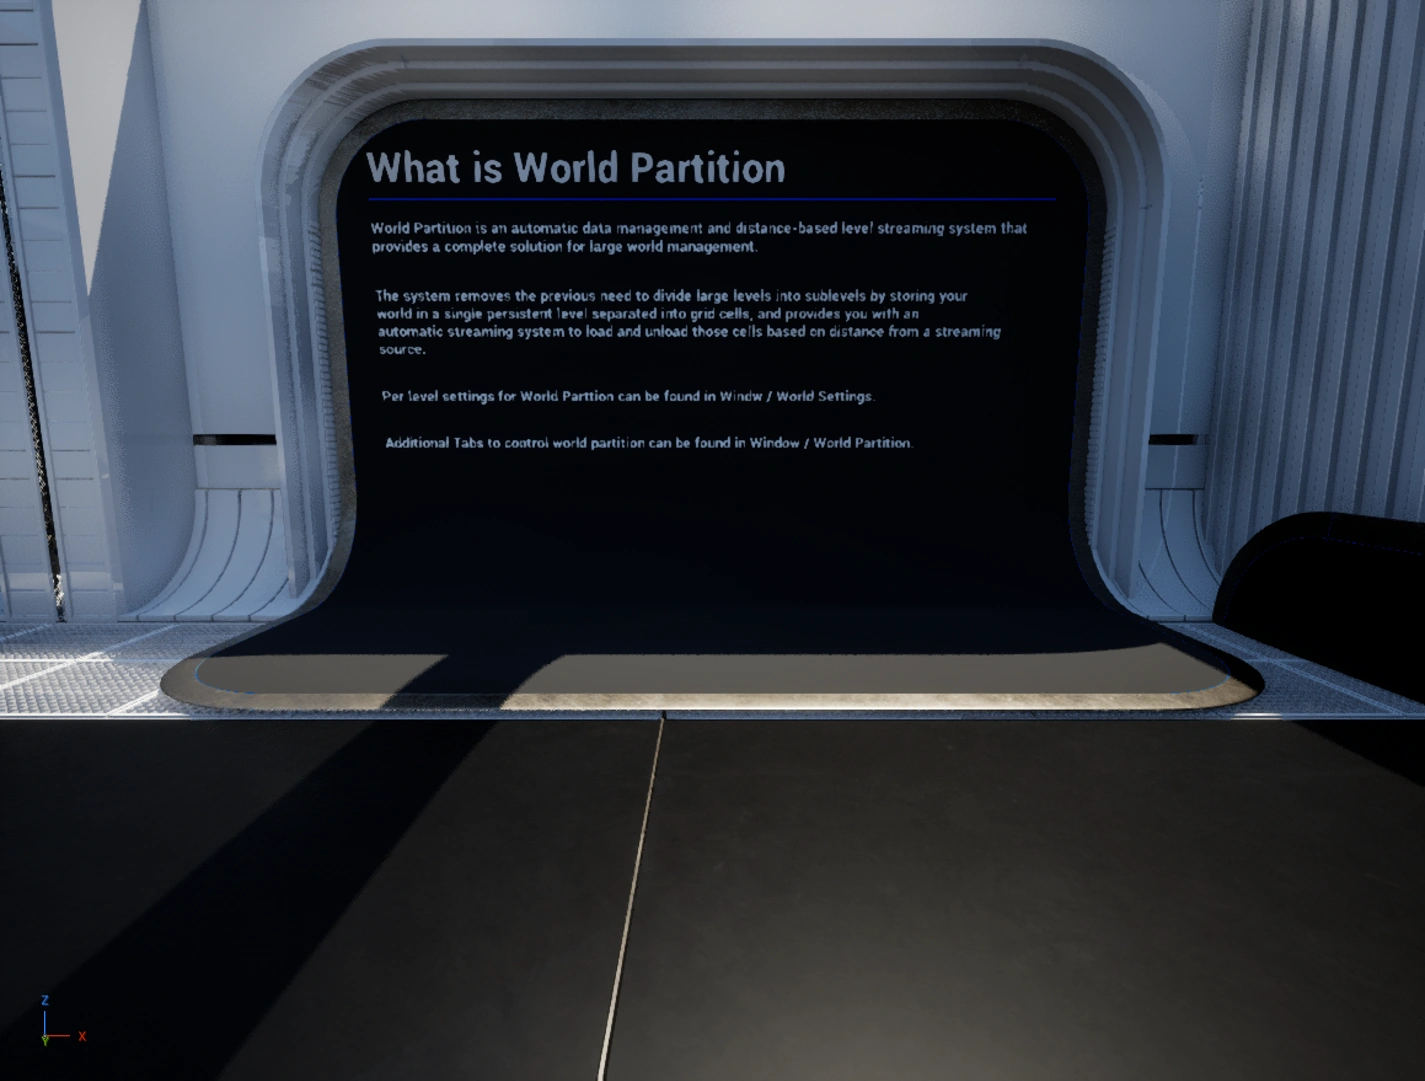 What is World Partition
World Partition is an automatic data management and distance-based level streaming system that
provides a complete solution for large world management.
The system removes the previous need to divide large levels into sublevels by storing your
world in a single persistent level separated into grid cells, and provides you with an
automatic streaming system to load and unload those cells based on distance from a streaming
source.
Per level settings for World Parttion can be found in Windw / World Settings.
Additional Tabs to control world partition can be found in Window / World Partition.
Z
X
Y